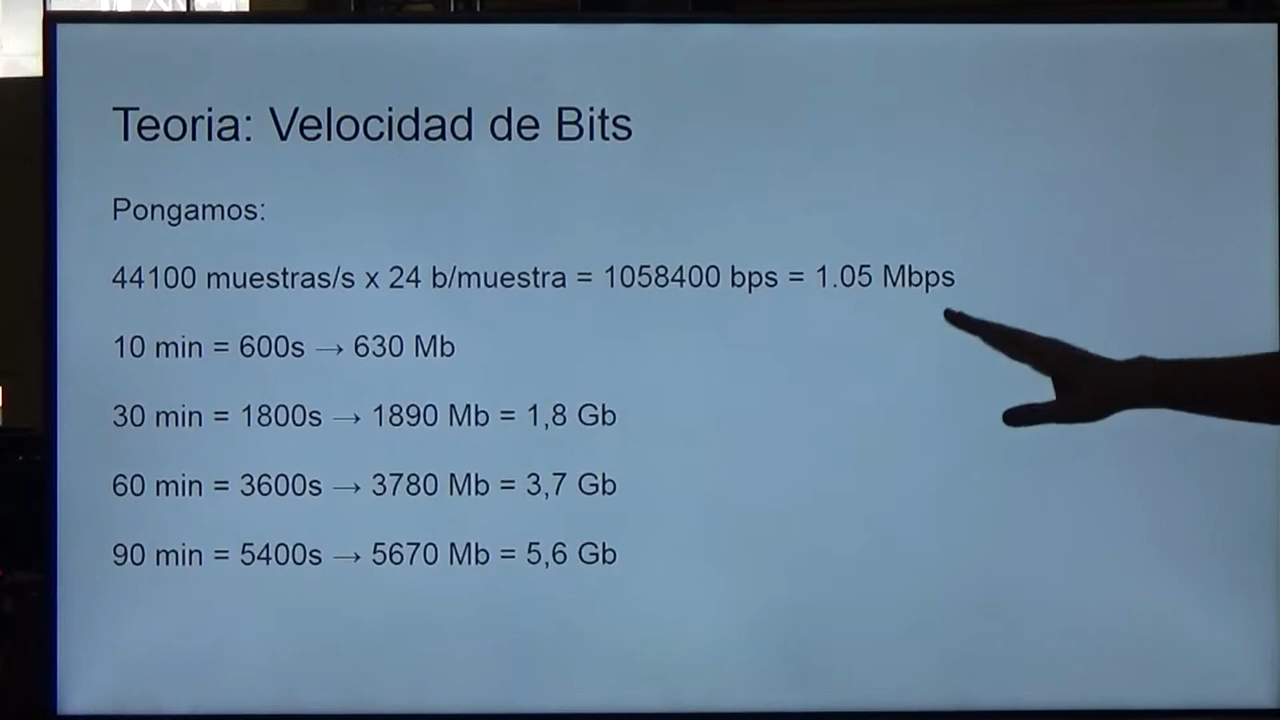 Teoria: Velocidad de Bits
Pongamos:
44100 muestras/s x 24 b/muestra = 1058400 bps = 1.05 Mbps
10 min = 600s → 630 Mb
30 min = 1800s → 1890 Mb = 1,8 Gb
60 min = 3600s → 3780 Mb = 3,7 Gb
90 min = 5400s → 5670 Mb = 5,6 Gb